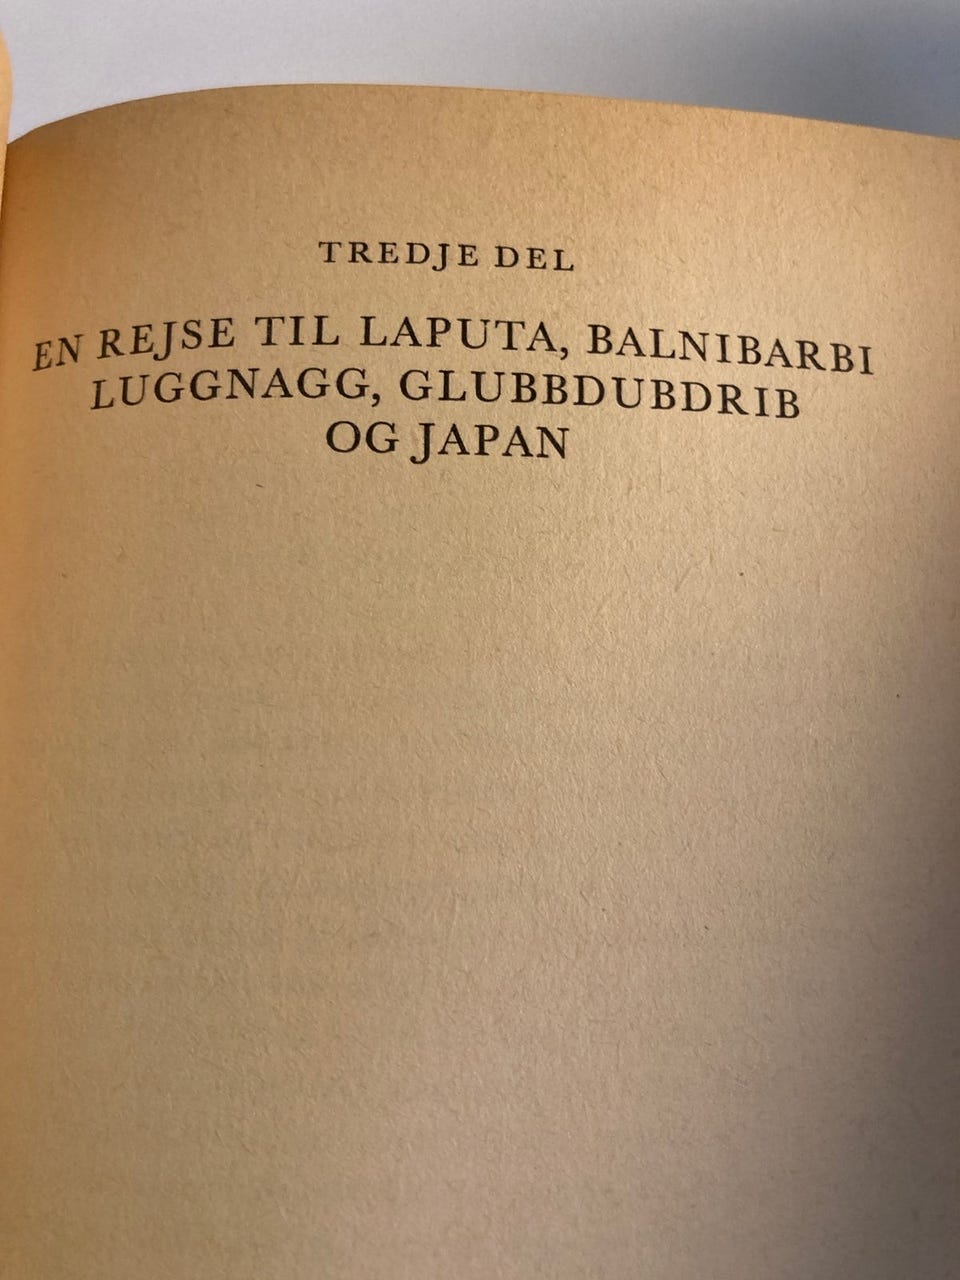 TREDJE DEL
EN REJSE TIL LAPUTA, BALNIBARBI
LUGGNAGG, GLUBBDUBDRIB
OG JAPAN